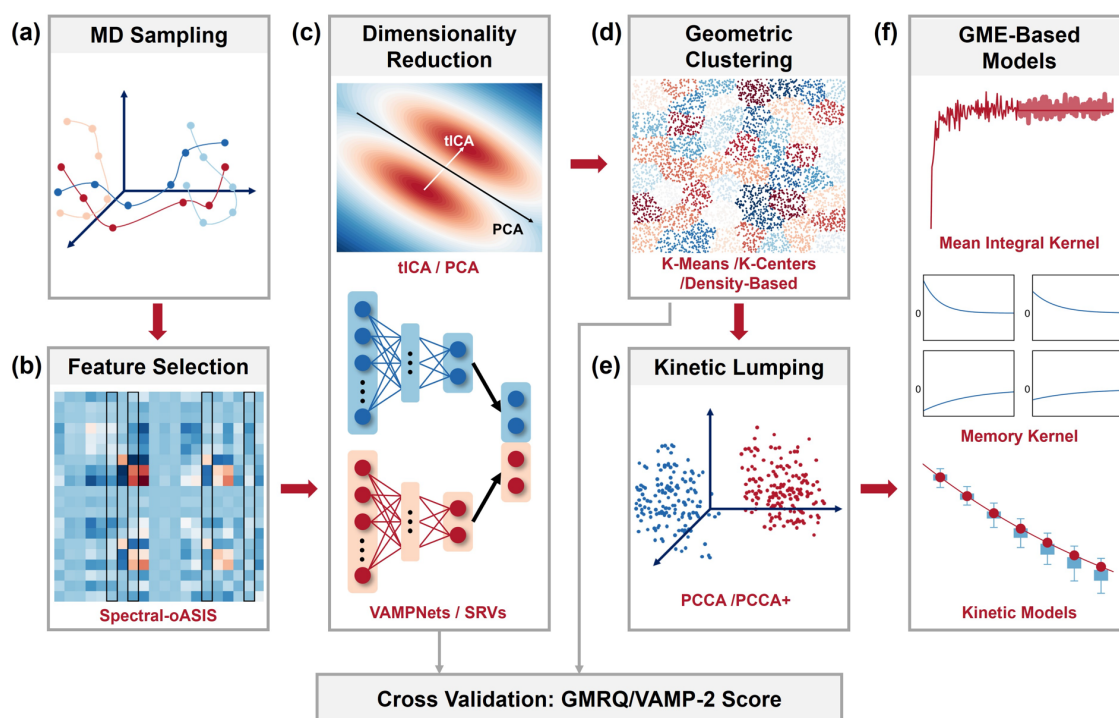 (a)
MD Sampling
(b)
Feature Selection
Spectral-oASIS
(c)
Dimensionality
Reduction
tICA
PCA
tICA / PCA
VAMPNets / SRVs
(d)
Geometric
Clustering
K-Means /K-Centers
/Density-Based
(e)
Kinetic Lumping
PCCA /PCCA+
(f)
GME-Based
Models
Mean Integral Kernel
0
0
0
0
Memory Kernel
Kinetic Models
Cross Validation: GMRQ/VAMP-2 Score